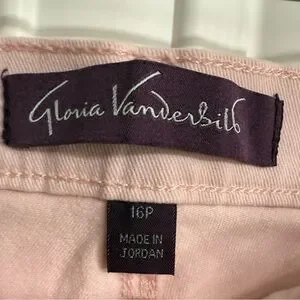 Gloria Vanderbilt
16P
MADE IN
JORDAN